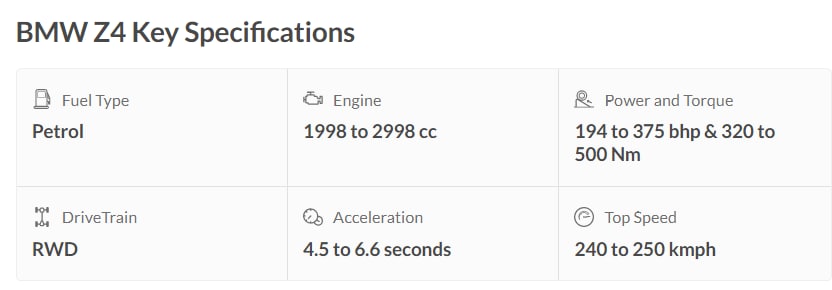 BMW Z4 Key Specifications
Fuel Type
Petrol
Engine
1998 to 2998 cc
Power and Torque
194 to 375 bhp & 320 to
500 Nm
DriveTrain
RWD
Acceleration
4.5 to 6.6 seconds
Top Speed
240 to 250 kmph